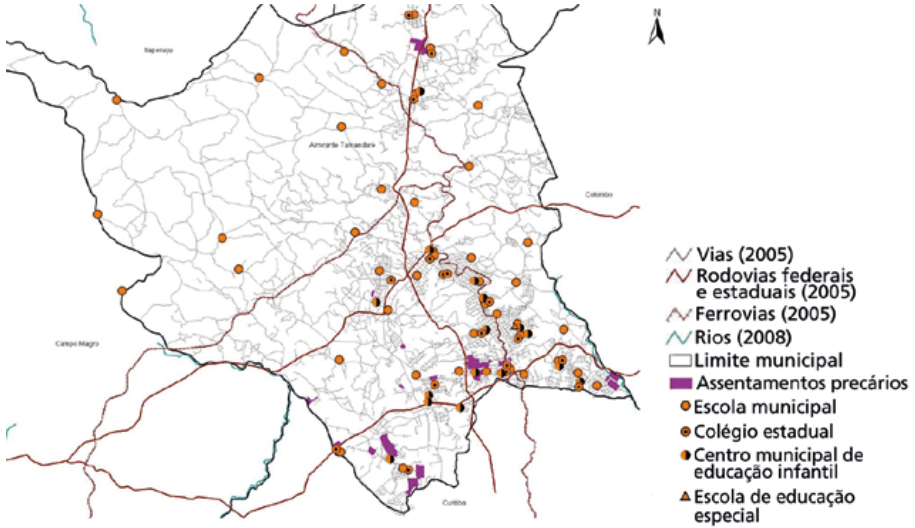 Itaperuçu
N
Almirante Tamandaré
Colombo
Vias (2005)
Rodovias federais
e estaduais (2005)
Ferrovias (2005)
Rios (2008)
Campo Magro
Limite municipal
Assentamentos precários
Escola municipal
Colégio estadual
Centro municipal de
educação infantil
Escola de educação
especial
Curitiba